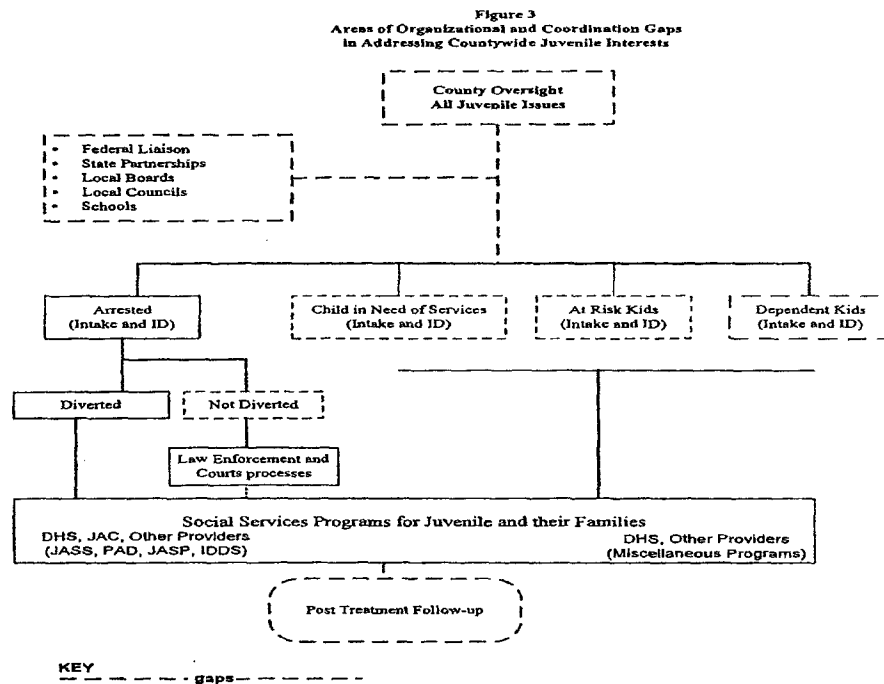 Figure 3
Areas of Organizational and Coordination Gaps
in Addressing Countywide Juvenile Interests
County Oversight
All Juvenile Issues
• Federal Liaison
• State Partnerships
• Local Boards
• Local Councils
• Schools
Arrested
(Intake and ID)
Child in Need of Services
(Intake and ID)
At Risk Kids
(Intake and ID)
Dependent Kids
(Intake and ID)
Diverted
Not Diverted
Law Enforcement and
Courts processes
Social Services Programs for Juvenile and their Families
DHS, JAC, Other Providers
(JASS, PAD, JASP, IDDS)
DHS, Other Providers
(Miscellaneous Programs)
Post Treatment Follow-up
KEY
gaps